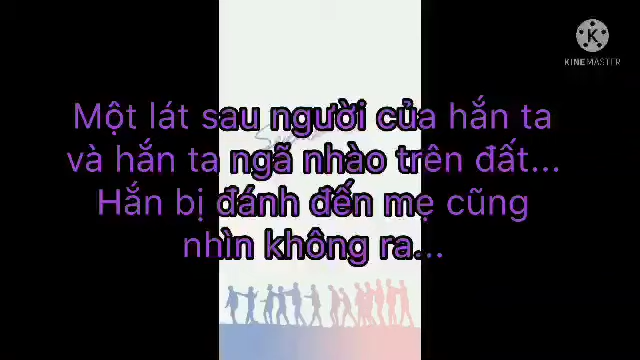 KINEMASTER
Một lát sau người của hắn ta
và hắn ta ngã nhào trên đất...
Hắn bị đánh đến mẹ cũng
nhìn không ra...